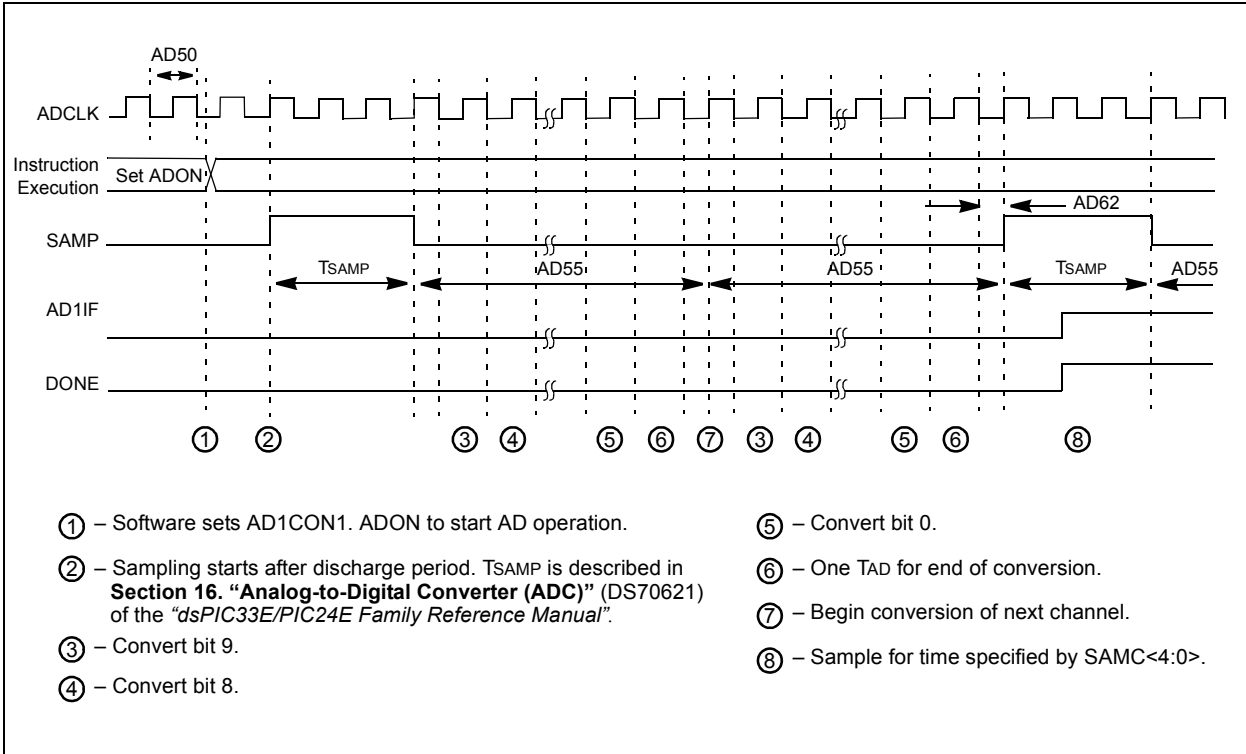 AD50
ADCLK
Instruction
Execution
Set ADON
AD62
SAMP
TSAMP
AD55
AD55
TSAMP
AD55
AD1IF
DONE
1 2 3 4 5 6 7 3 4 5 6 8
1 – Software sets AD1CON1. ADON to start AD operation.
2 – Sampling starts after discharge period. TSAMP is described in
Section 16. “Analog-to-Digital Converter (ADC)” (DS70621)
of the “dsPIC33E/PIC24E Family Reference Manual”.
3 – Convert bit 9.
4 – Convert bit 8.
5 – Convert bit 0.
6 – One TAD for end of conversion.
7 – Begin conversion of next channel.
8 – Sample for time specified by SAMC<4:0>.